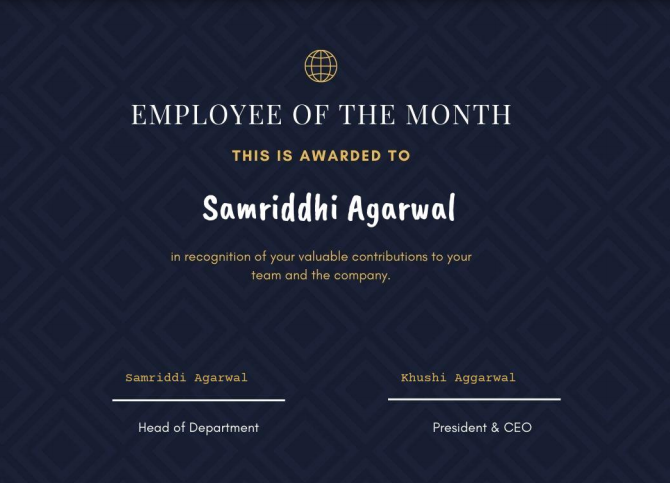 EMPLOYEE OF THE MONTH
THIS IS AWARDED TO
Samriddhi Agarwal
in recognition of your valuable contributions to your
team and the company.
Samriddi Agarwal
Khushi Aggarwal
Head of Department
President & CEO